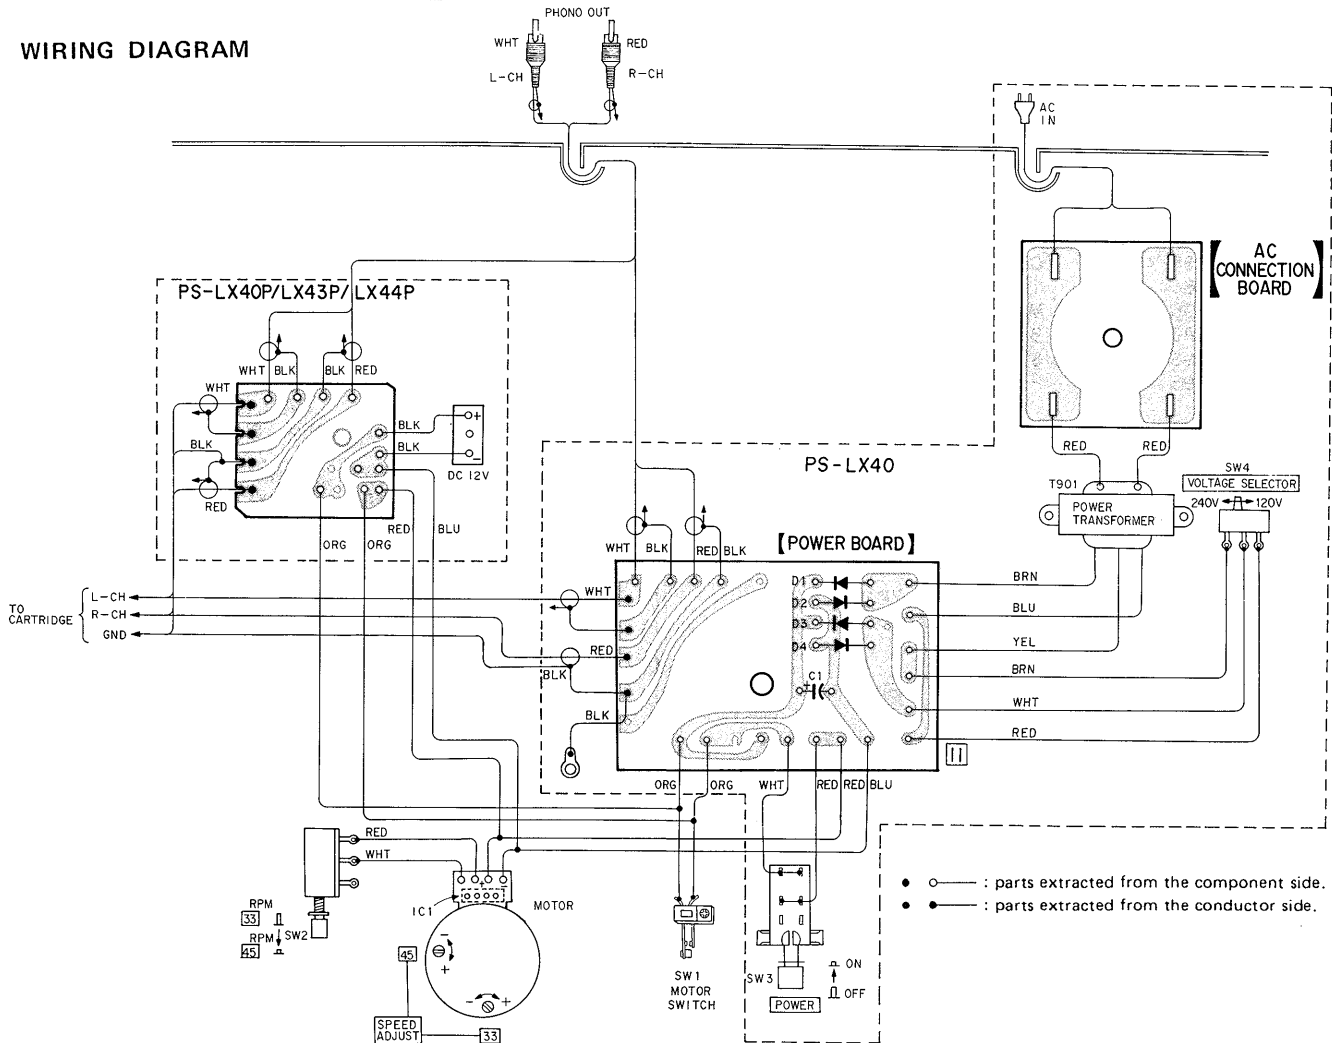 WIRING DIAGRAM
PHONO OUT
WHT
RED
L-CH
R-CH
AC
IN
AC
CONNECTION
BOARD
PS-LX40P/LX43P/LX44P
WHT
BLK
BLK
RED
WHT
BLK
RED
BLK
BLK
+
-
DC 12V
RED
BLU
ORG
ORG
RED
RED
T901
POWER
TRANSFORMER
SW4
VOLTAGE SELECTOR
240V
120V
PS-LX40
POWER BOARD
WHT
BLK
RED
BLK
TO
CARTRIDGE
L-CH
R-CH
GND
WHT
RED
BLK
BLK
D1
D2
D3
D4
C1
+
BRN
BLU
YEL
BRN
WHT
RED
11
ORG
ORG
WHT
RED
RED
BLU
RED
WHT
RPM
33
RPM
45
SW2
IC1
+
-
MOTOR
-
+
-
+
45
SPEED
ADJUST
33
SW1
MOTOR
SWITCH
SW3
POWER
ON
OFF
: parts extracted from the component side.
: parts extracted from the conductor side.